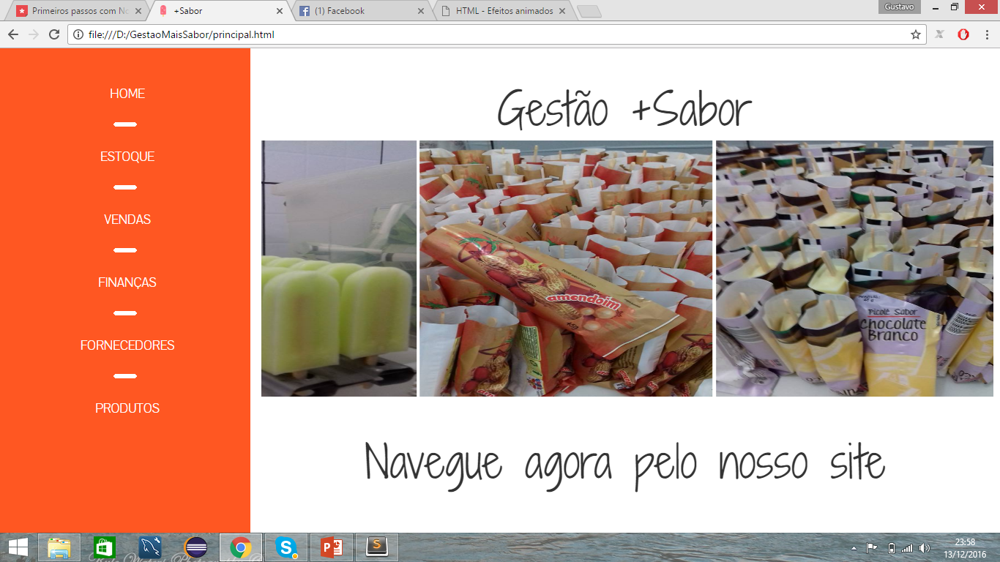 Primeiros passos com No
+Sabor
(1) Facebook
HTML - Efeitos animados
Gustavo
file:///D:/GestaoMaisSabor/principal.html
HOME
ESTOQUE
VENDAS
FINANÇAS
FORNECEDORES
PRODUTOS
Gestão +Sabor
amendoim
Picolé Sabor
Chocolate
Branco
Navegue agora pelo nosso site
23:58
13/12/2016